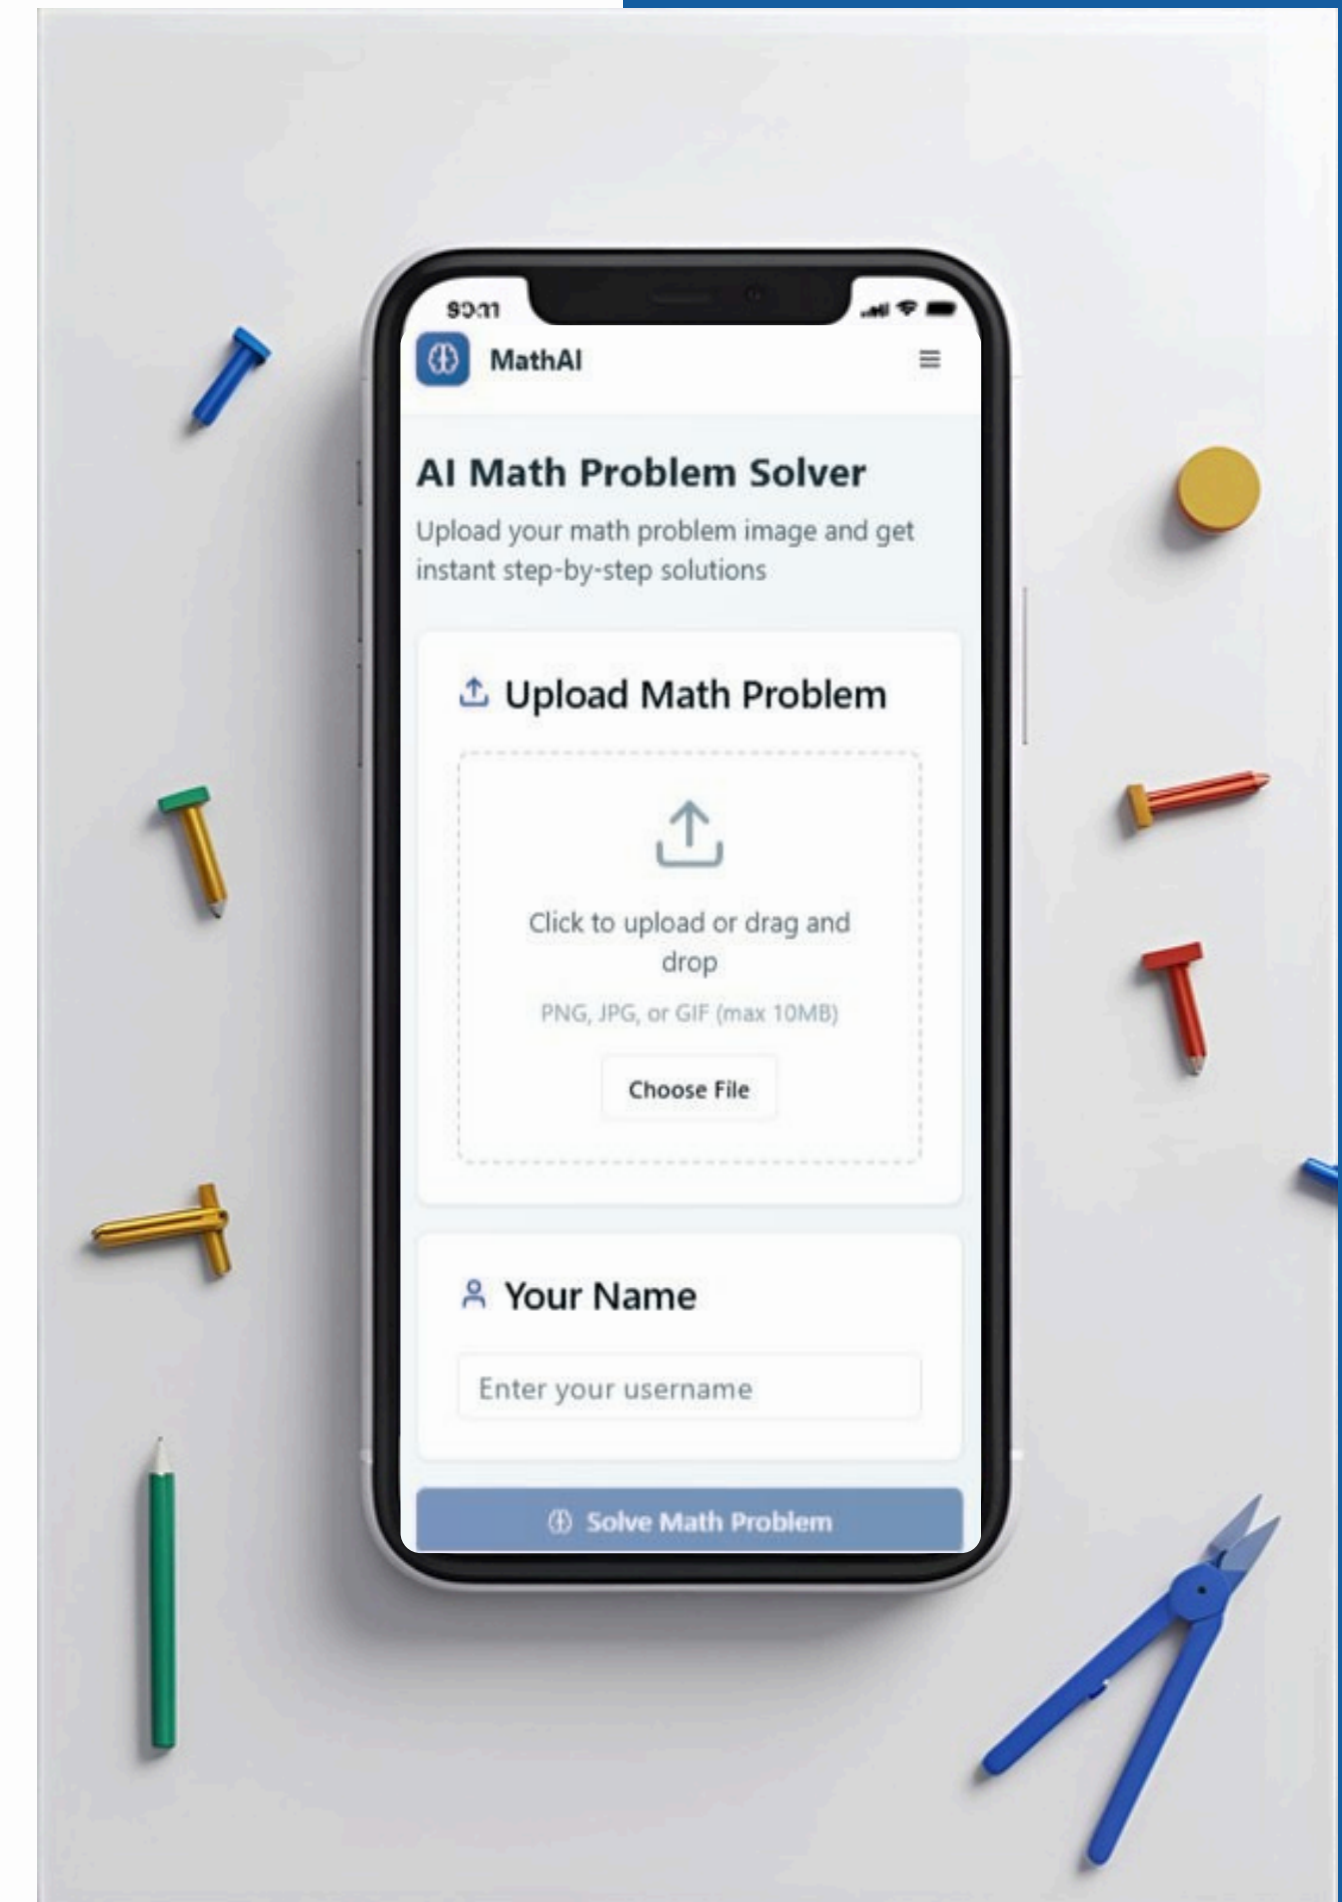 MathAI
AI Math Problem Solver
Upload your math problem image and get
instant step-by-step solutions
Upload Math Problem
Click to upload or drag and
drop
PNG, JPG, or GIF (max 10MB)
Choose File
Your Name
Enter your username
Solve Math Problem